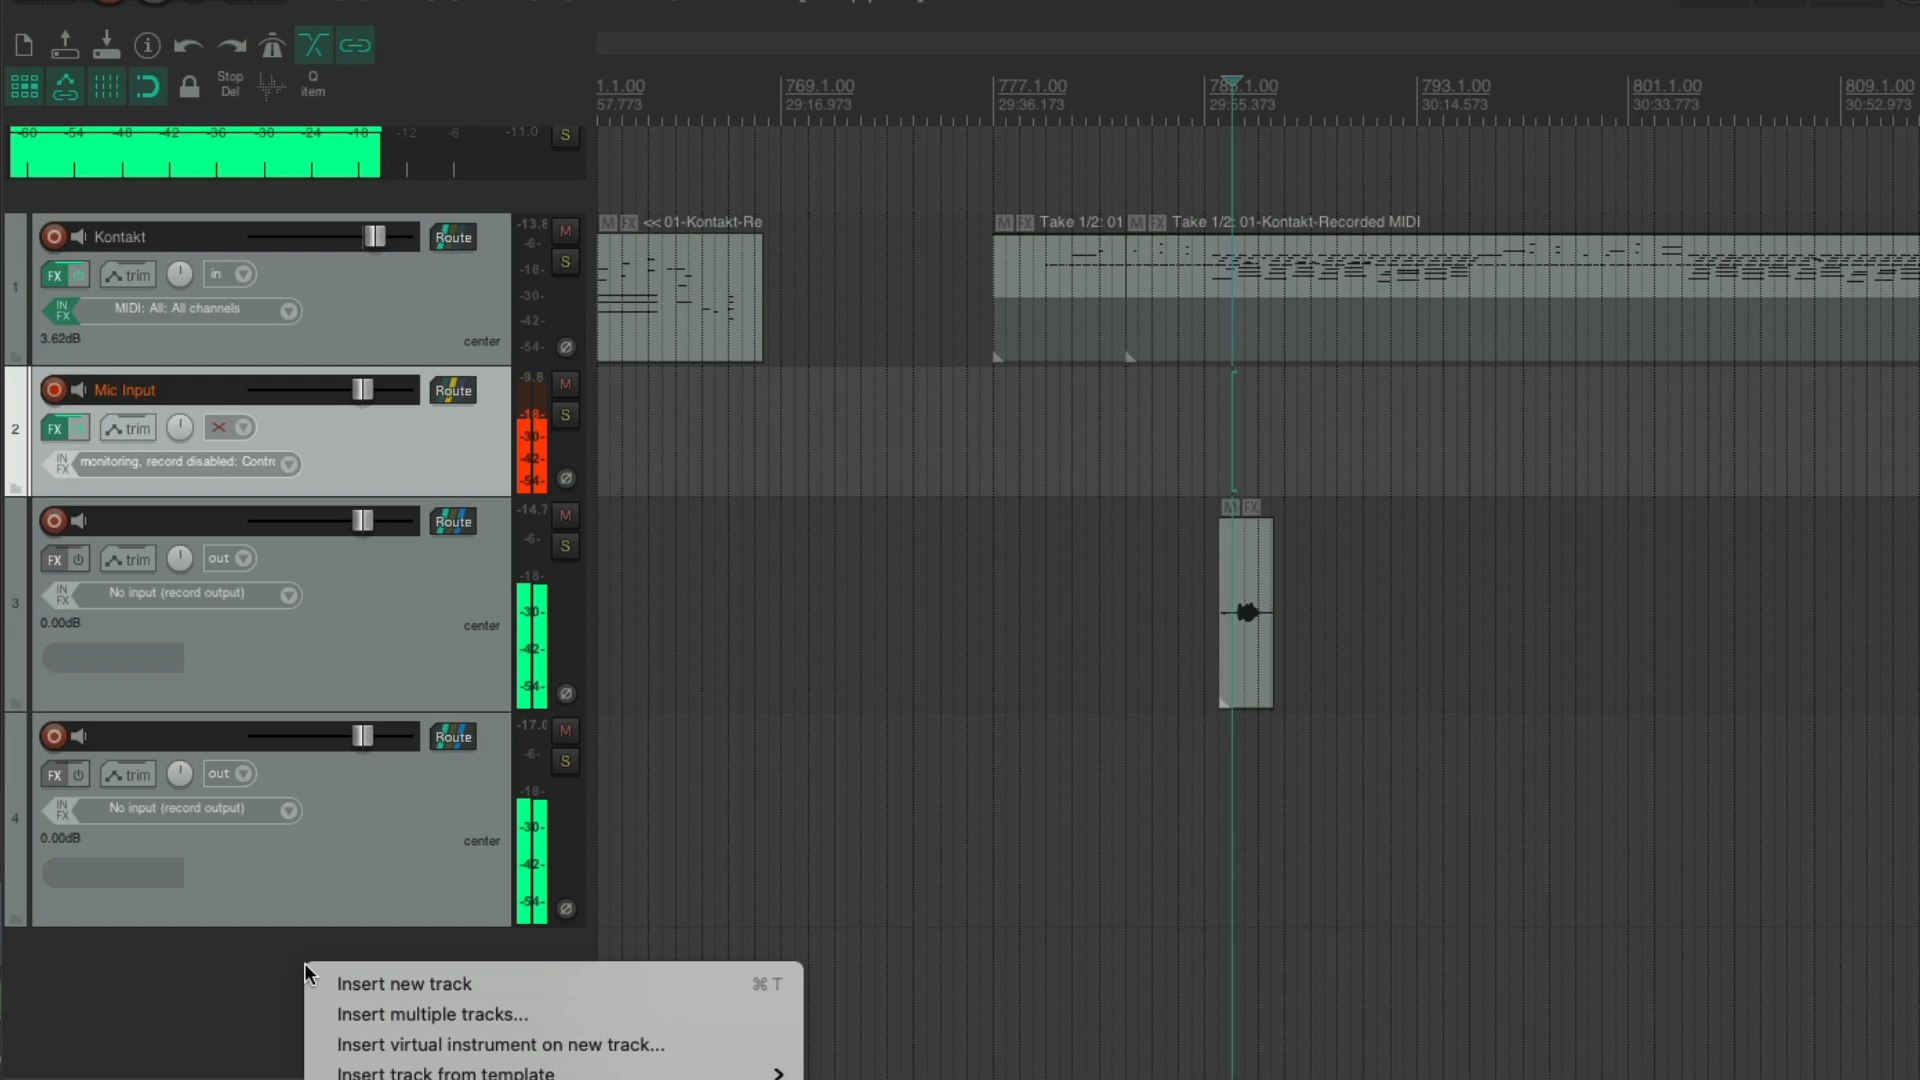 Stop
Del
Q
item
1.1.00
57.773
769.1.00
29:16.973
777.1.00
29:36.173
785.1.00
29:55.373
793.1.00
30:14.573
801.1.00
30:33.773
809.1.00
30:52.973
-60 -54 -48 -42 -36 -30 -24 -18 -12 -6 -11.0 S
1
Kontakt
Route
-13.8
M
FX
trim
in
-6-
S
IN
FX
MIDI: All: All channels
-18-
-30-
-42-
-54-
3.62dB
center
M FX << 01-Kontakt-Re
M FX Take 1/2: 01
M FX Take 1/2: 01-Kontakt-Recorded MIDI
2
Mic Input
Route
-9.8
M
FX
trim
S
IN
FX
monitoring, record disabled: Contr
-18-
-30-
-42-
-54-
3
Route
-14.7
M
FX
trim
out
-6-
S
IN
FX
No input (record output)
-18-
-30-
-42-
-54-
0.00dB
center
M FX
4
Route
-17.0
M
FX
trim
out
-6-
S
IN
FX
No input (record output)
-18-
-30-
-42-
-54-
0.00dB
center
Insert new track ⌘T
Insert multiple tracks...
Insert virtual instrument on new track...
Insert track from template